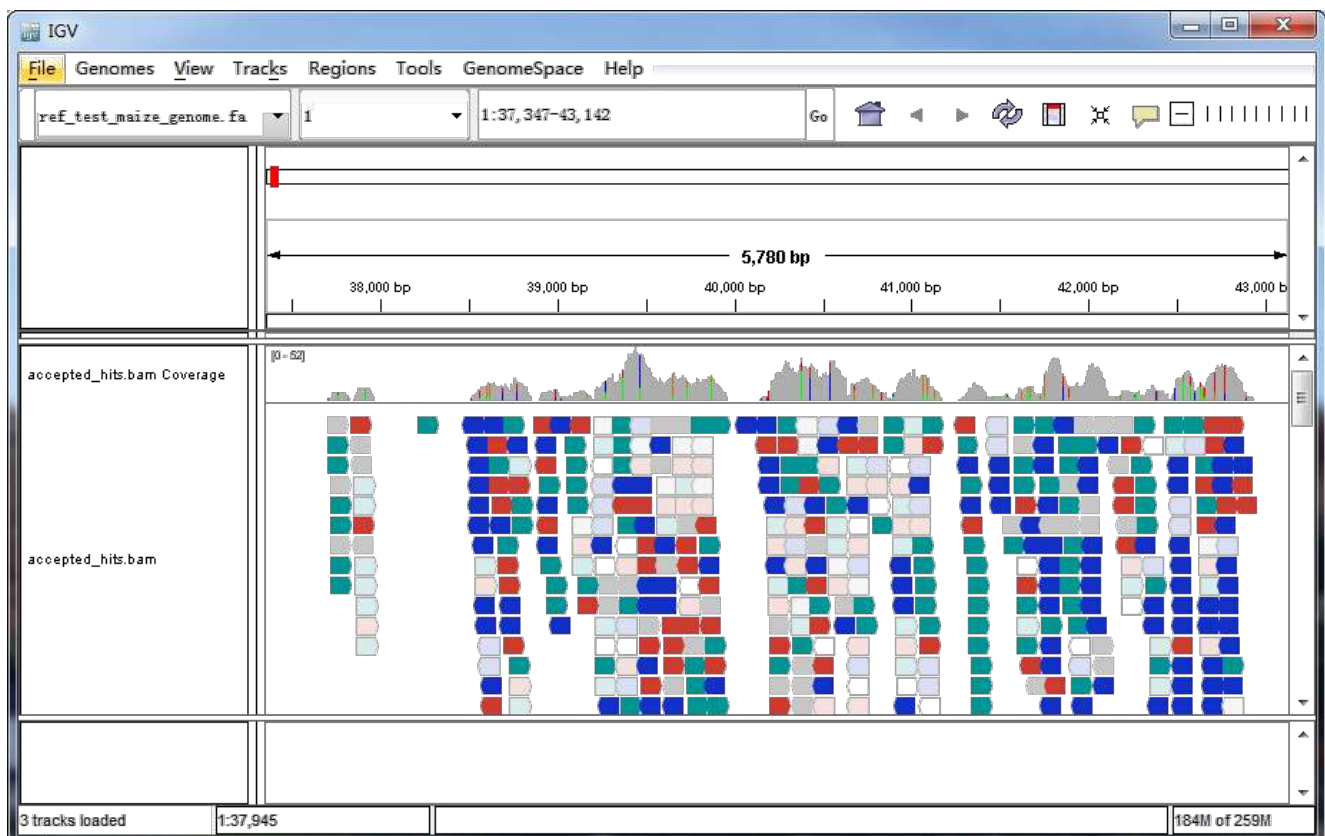 IGV
File Genomes View Tracks Regions Tools GenomeSpace Help
ref_test_maize_genome.fa 1 1:37,347-43,142 Go
5,780 bp
38,000 bp 39,000 bp 40,000 bp 41,000 bp 42,000 bp 43,000 b
[0 - 52]
accepted_hits.bam Coverage
accepted_hits.bam
3 tracks loaded 1:37,945 184M of 259M